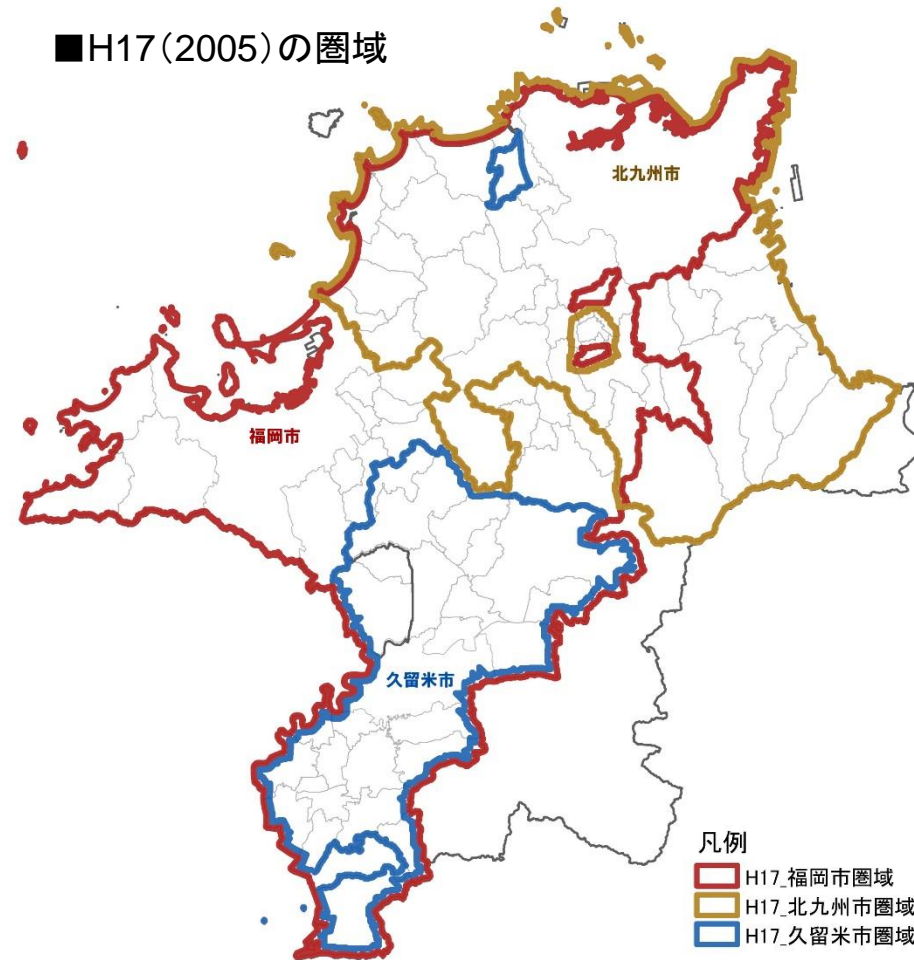 ■H17(2005)の圏域
北九州市
福岡市
久留米市
凡例
H17_福岡市圏域
H17_北九州市圏域
H17_久留米市圏域